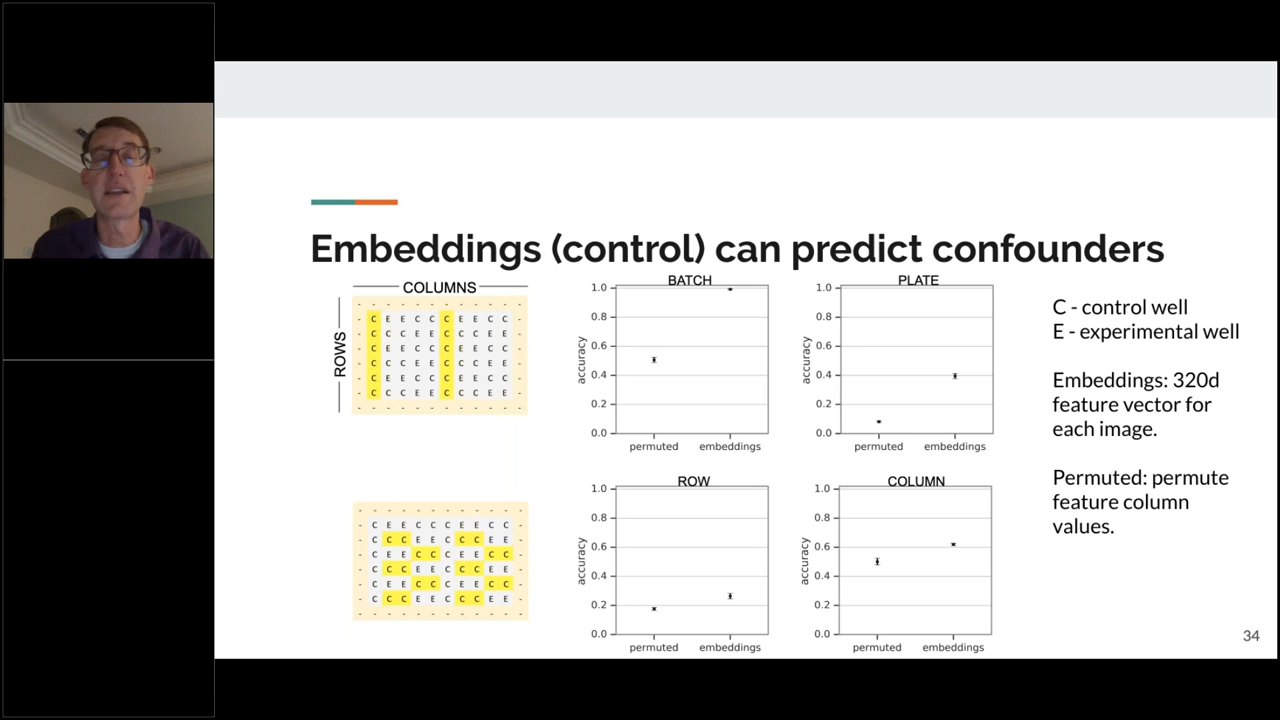 Embeddings (control) can predict confounders
COLUMNS
ROWS
- - - - - - - - - - - -
- C E E C C C E E C C -
- C C C E E C C C E E -
- C E E C C C E E C C -
- C C C E E C C C E E -
- C E E C C C E E C C -
- C C C E E C C C E E -
- - - - - - - - - - - -
BATCH
1.0
0.8
0.6
0.4
0.2
0.0
accuracy
permuted embeddings
PLATE
1.0
0.8
0.6
0.4
0.2
0.0
accuracy
permuted embeddings
C - control well
E - experimental well
Embeddings: 320d
feature vector for
each image.
Permuted: permute
feature column
values.
- - - - - - - - - - - -
- C E E C C C E E C C -
- C C C E E C C C E E -
- C E E C C C E E C C -
- C C C E E C C C E E -
- C E E C C C E E C C -
- C C C E E C C C E E -
- - - - - - - - - - - -
ROW
1.0
0.8
0.6
0.4
0.2
0.0
accuracy
permuted embeddings
COLUMN
1.0
0.8
0.6
0.4
0.2
0.0
accuracy
permuted embeddings
34